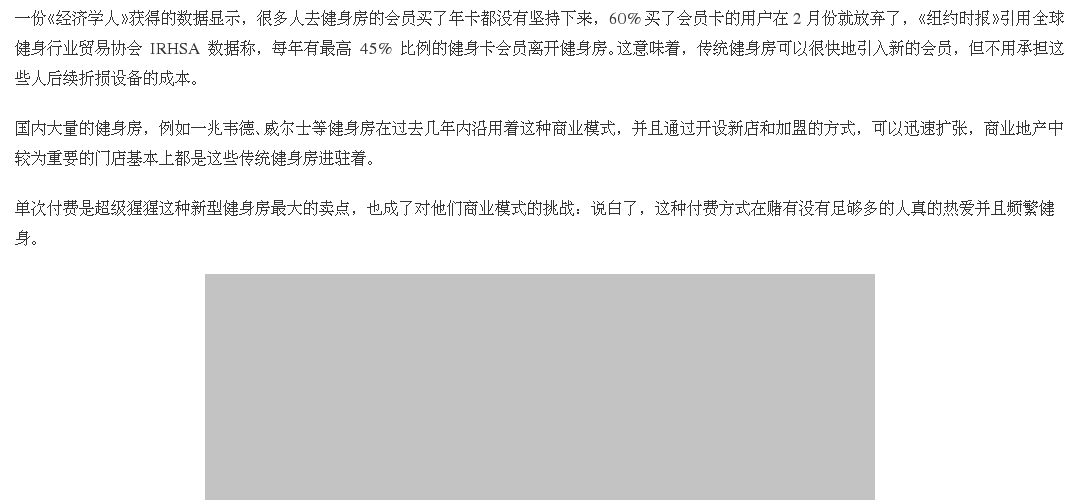 一份《经济学人》获得的数据显示，很多人去健身房的会员买了年卡都没有坚持下来，60%买了会员卡的用户在 2 月份就放弃了，《纽约时报》引用全球
健身行业贸易协会 IRHSA 数据称，每年有最高 45% 比例的健身卡会员离开健身房。这意味着，传统健身房可以很快地引入新的会员，但不用承担这
些人后续折损设备的成本。
国内大量的健身房，例如一兆韦德、威尔士等健身房在过去几年内沿用着这种商业模式，并且通过开设新店和加盟的方式，可以迅速扩张，商业地产中
较为重要的门店基本上都是这些传统健身房进驻着。
单次付费是超级猩猩这种新型健身房最大的卖点，也成了对他们商业模式的挑战：说白了，这种付费方式在赌有没有足够多的人真的热爱并且频繁健
身。